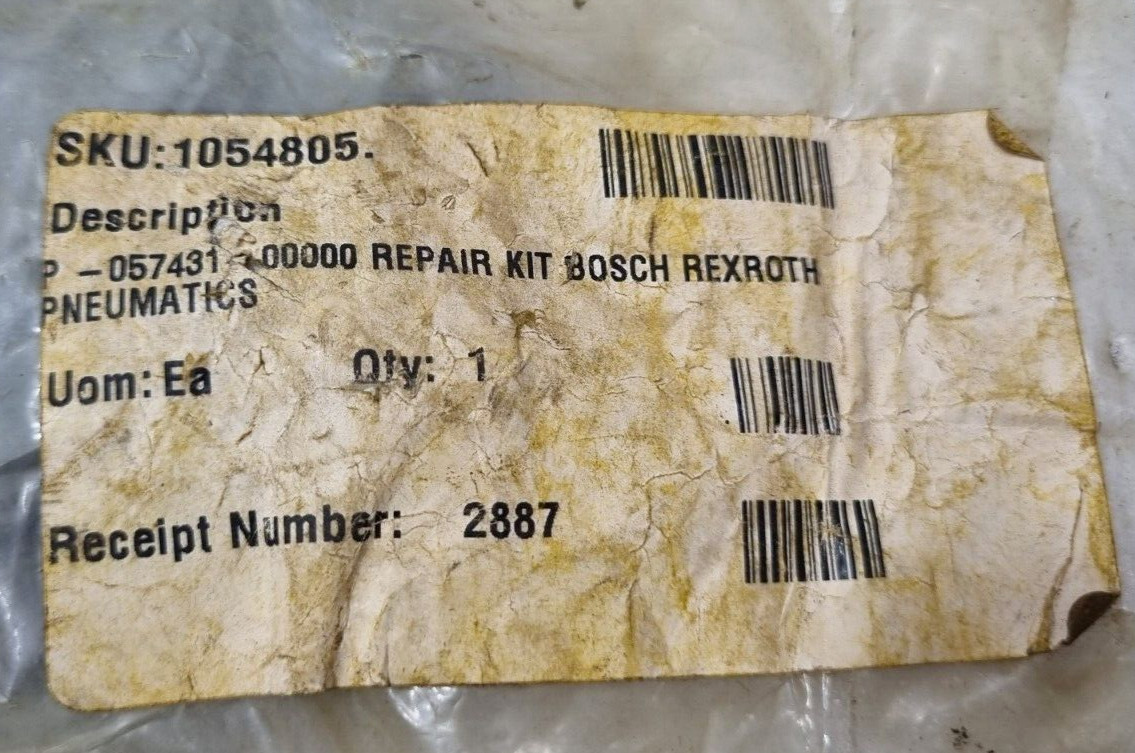 SKU:1054805.
Description
P -057431 -00000 REPAIR KIT BOSCH REXROTH
PNEUMATICS
Uom: Ea Qty: 1
Receipt Number: 2887